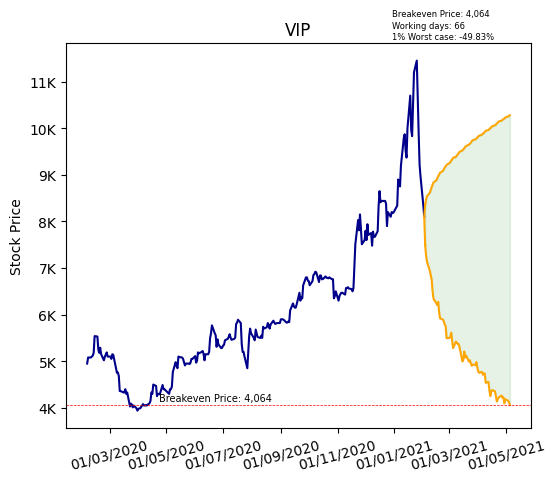 Breakeven Price: 4,064
Working days: 66
1% Worst case: -49.83%
VIP
Stock Price
11K
10K
9K
8K
7K
6K
5K
4K
Breakeven Price: 4,064
01/03/2020
01/05/2020
01/07/2020
01/09/2020
01/11/2020
01/01/2021
01/03/2021
01/05/2021